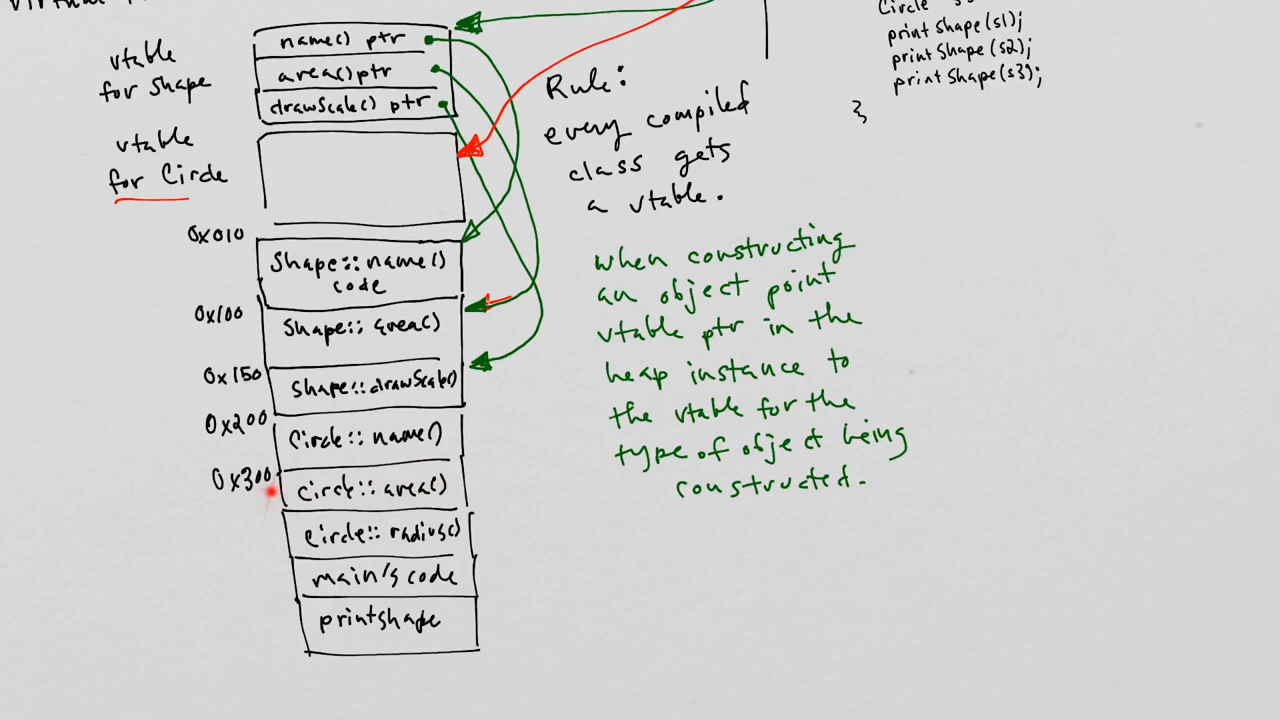 vtable
for Shape
name() ptr
area() ptr
drawScale() ptr
vtable
for Circle
0x010
Shape::name()
code
0x100
Shape::area()
0x150
Shape::drawScale()
0x200
Circle::name()
0x300
Circle::area()
Circle::radius()
main's code
printshape
Rule:
every compiled
class gets
a vtable.
when constructing
an object point
vtable ptr in the
heap instance to
the vtable for the
type of object being
constructed.
Circle
printShape(s1);
printShape(s2);
printShape(s3);
}